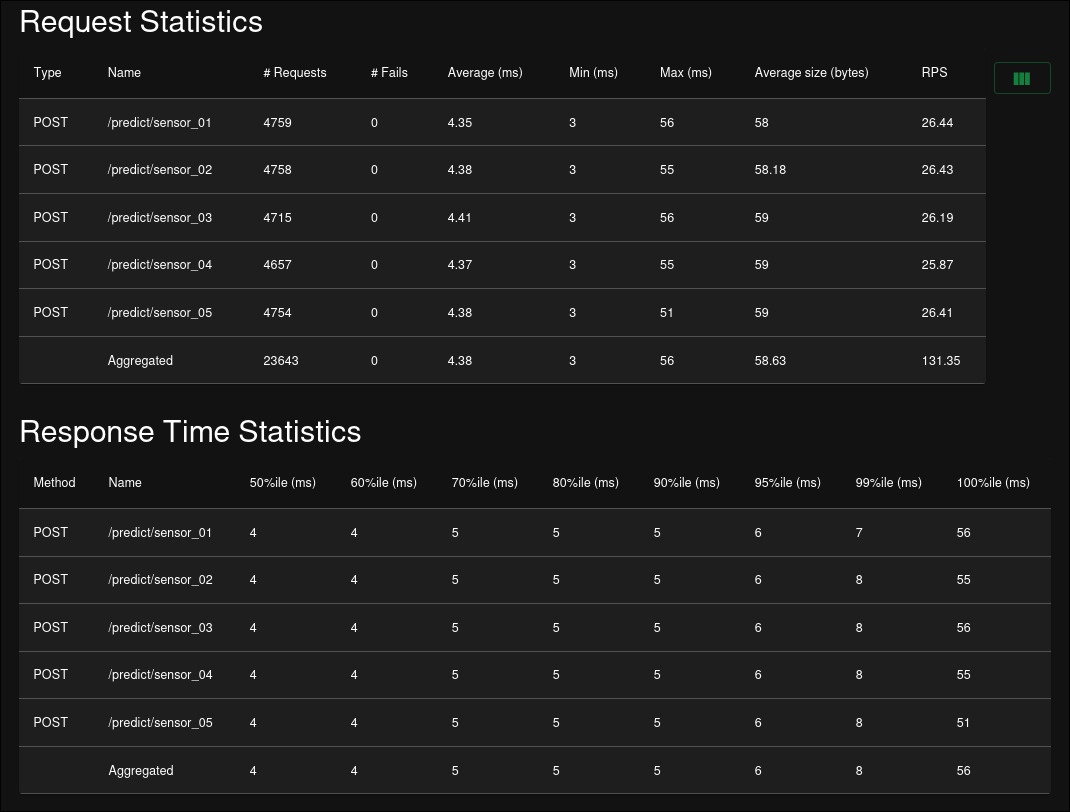 Request Statistics
Type Name # Requests # Fails Average (ms) Min (ms) Max (ms) Average size (bytes) RPS
POST /predict/sensor_01 4759 0 4.35 3 56 58 26.44
POST /predict/sensor_02 4758 0 4.38 3 55 58.18 26.43
POST /predict/sensor_03 4715 0 4.41 3 56 59 26.19
POST /predict/sensor_04 4657 0 4.37 3 55 59 25.87
POST /predict/sensor_05 4754 0 4.38 3 51 59 26.41
Aggregated 23643 0 4.38 3 56 58.63 131.35
Response Time Statistics
Method Name 50%ile (ms) 60%ile (ms) 70%ile (ms) 80%ile (ms) 90%ile (ms) 95%ile (ms) 99%ile (ms) 100%ile (ms)
POST /predict/sensor_01 4 4 5 5 5 6 7 56
POST /predict/sensor_02 4 4 5 5 5 6 8 55
POST /predict/sensor_03 4 4 5 5 5 6 8 56
POST /predict/sensor_04 4 4 5 5 5 6 8 55
POST /predict/sensor_05 4 4 5 5 5 6 8 51
Aggregated 4 4 5 5 5 6 8 56